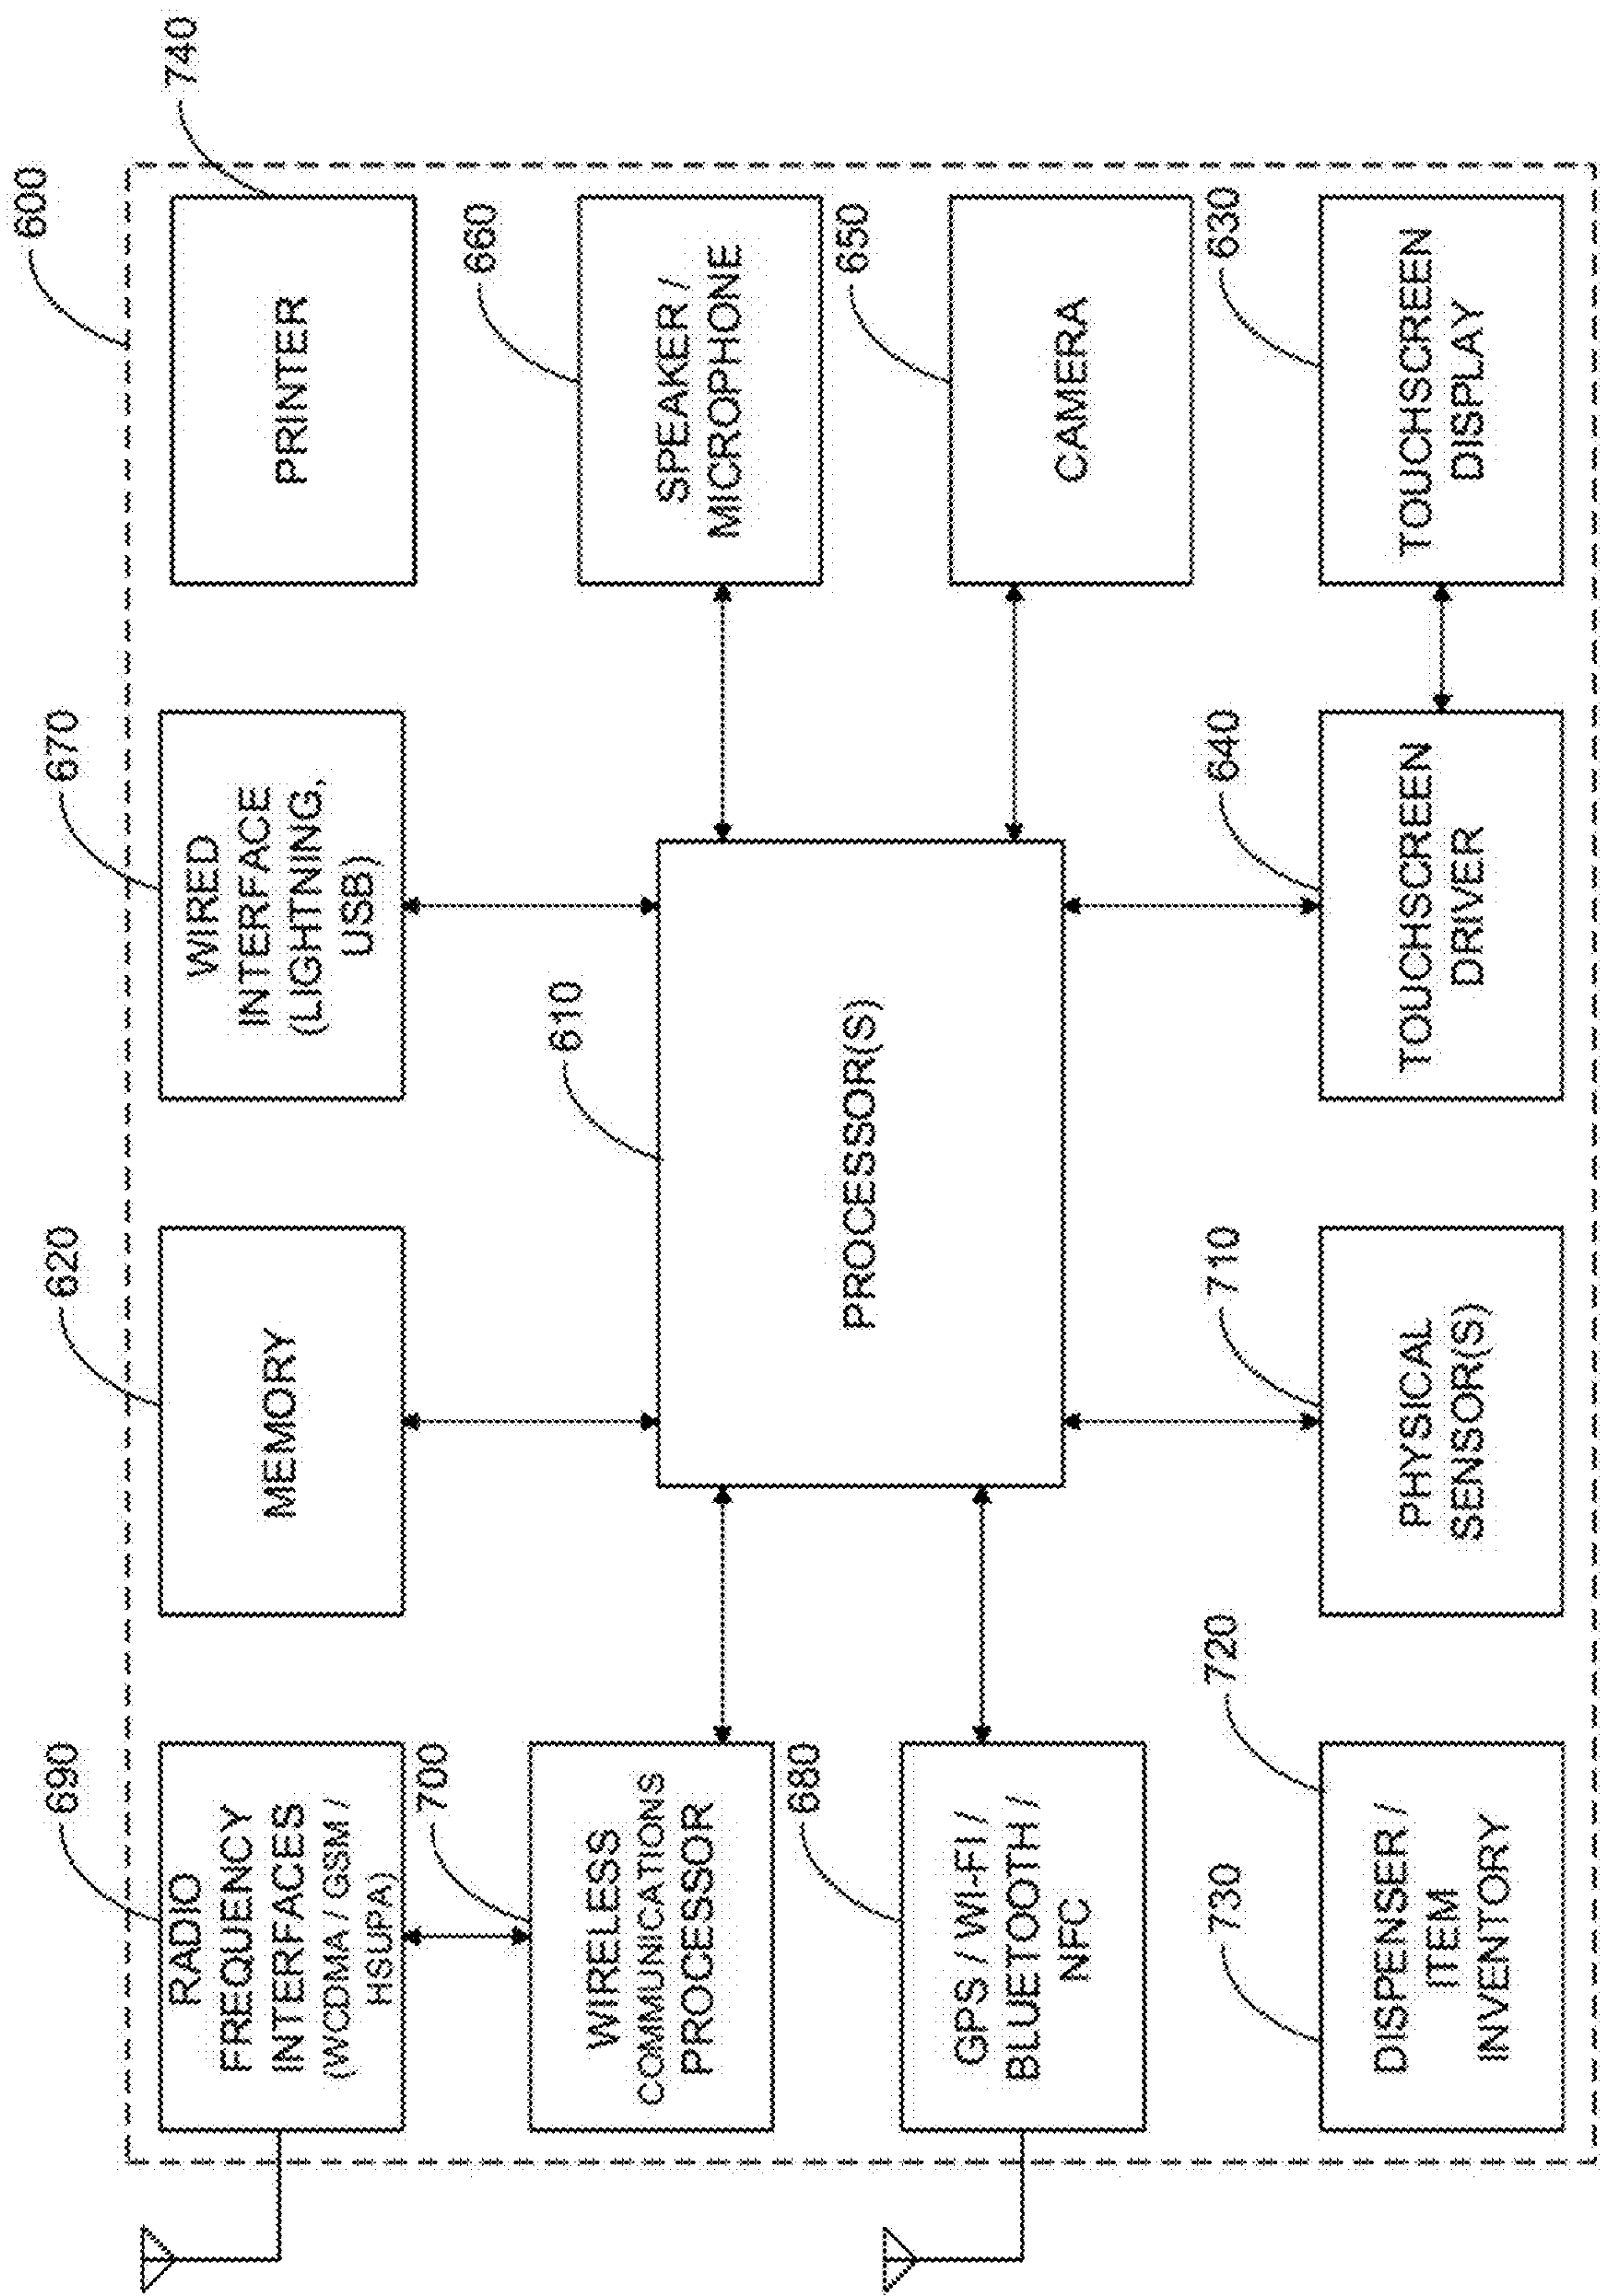 600
690
RADIO
FREQUENCY
INTERFACES
(WCDMA / GSM /
HSUPA)
620
MEMORY
670
WIRED
INTERFACE
(LIGHTNING,
USB)
740
PRINTER
700
WIRELESS
COMMUNICATIONS
PROCESSOR
610
PROCESSOR(S)
660
SPEAKER /
MICROPHONE
680
GPS / WI-FI /
BLUETOOTH /
NFC
650
CAMERA
730
720
DISPENSER /
ITEM
INVENTORY
710
PHYSICAL
SENSOR(S)
640
TOUCHSCREEN
DRIVER
630
TOUCHSCREEN
DISPLAY